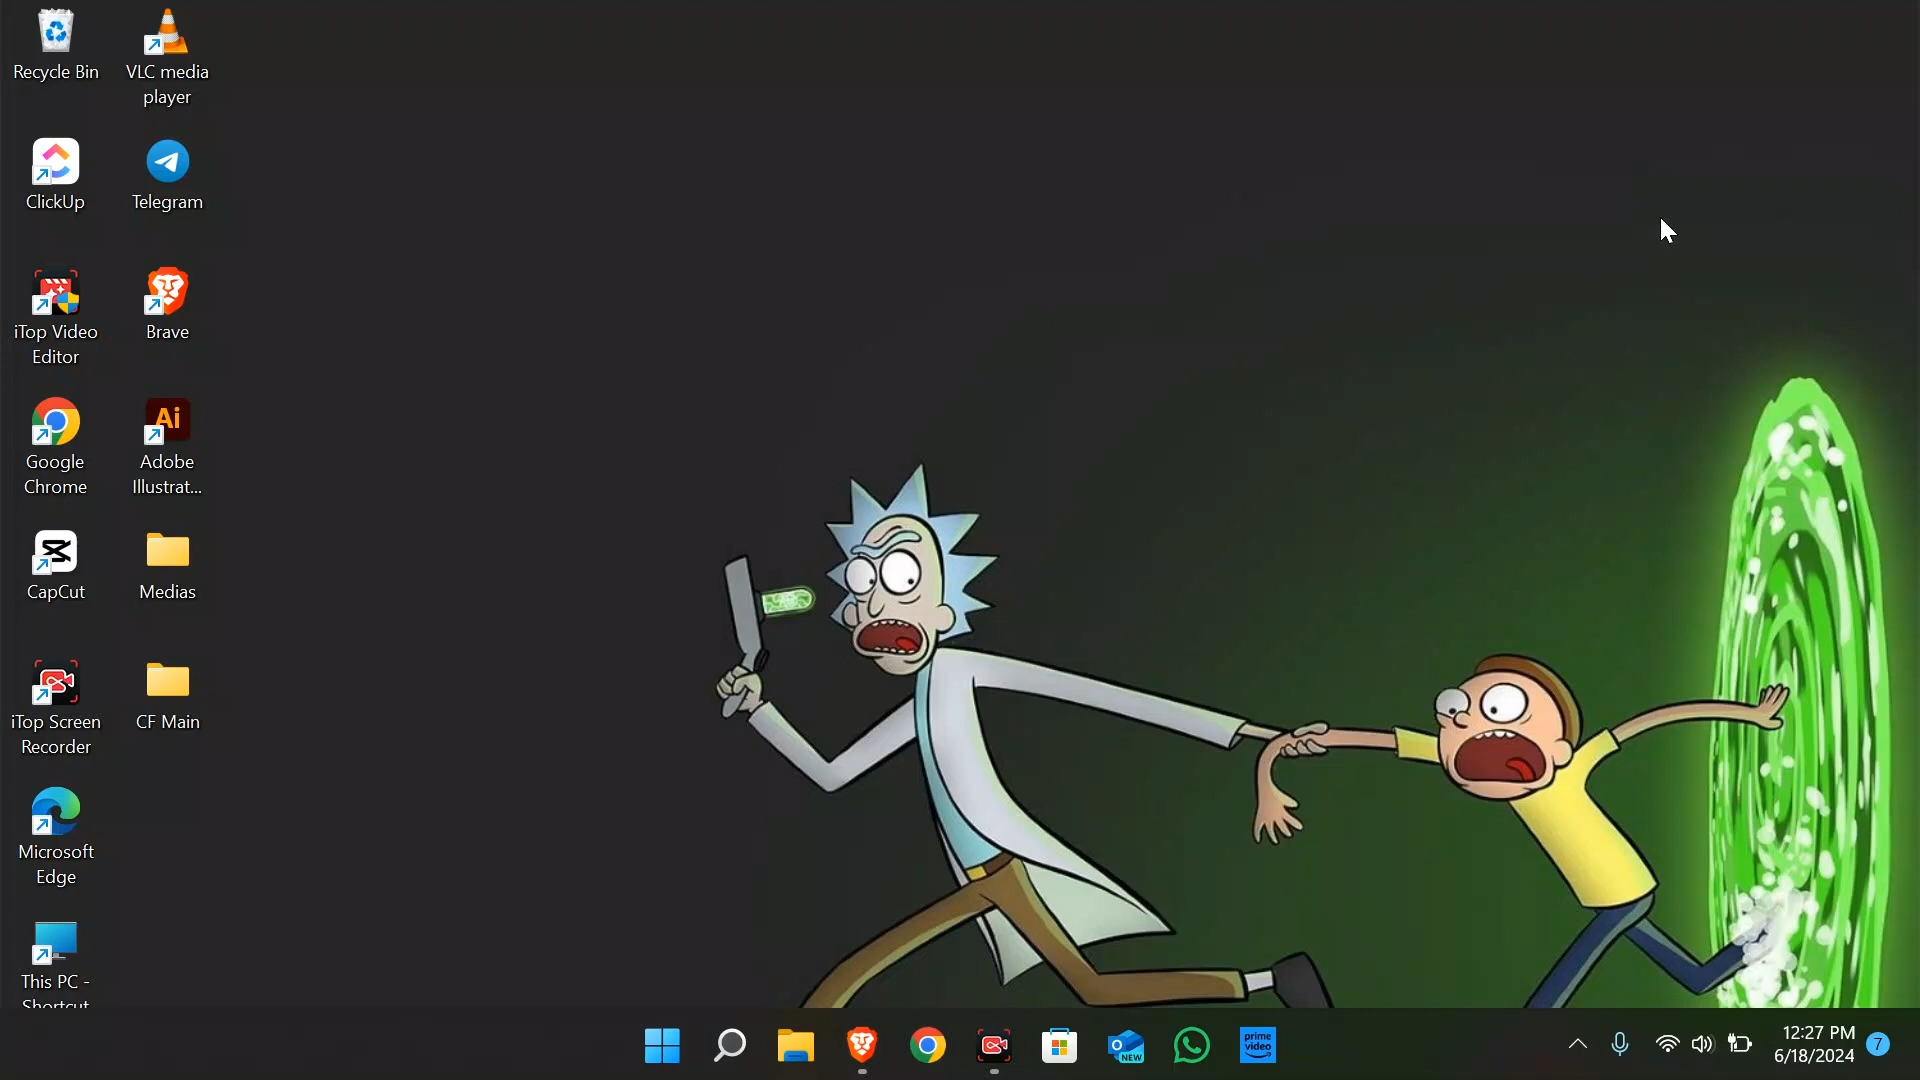 Recycle Bin
VLC media
player
ClickUp
Telegram
iTop Video
Editor
Brave
Google
Chrome
Ai
Adobe
Illustrat...
CapCut
Medias
iTop Screen
Recorder
CF Main
Microsoft
Edge
This PC -
Shortcut
O
NEW
prime
video
12:27 PM
6/18/2024
7